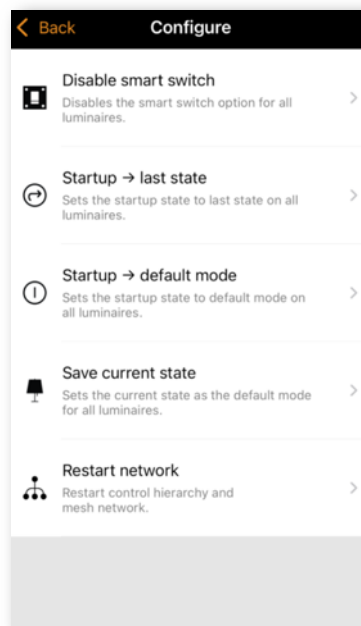 Back Configure
Disable smart switch
Disables the smart switch option for all
luminaires.
Startup → last state
Sets the startup state to last state on all
luminaires.
Startup → default mode
Sets the startup state to default mode on
all luminaires.
Save current state
Sets the current state as the default mode
for all luminaires.
Restart network
Restart control hierarchy and
mesh network.